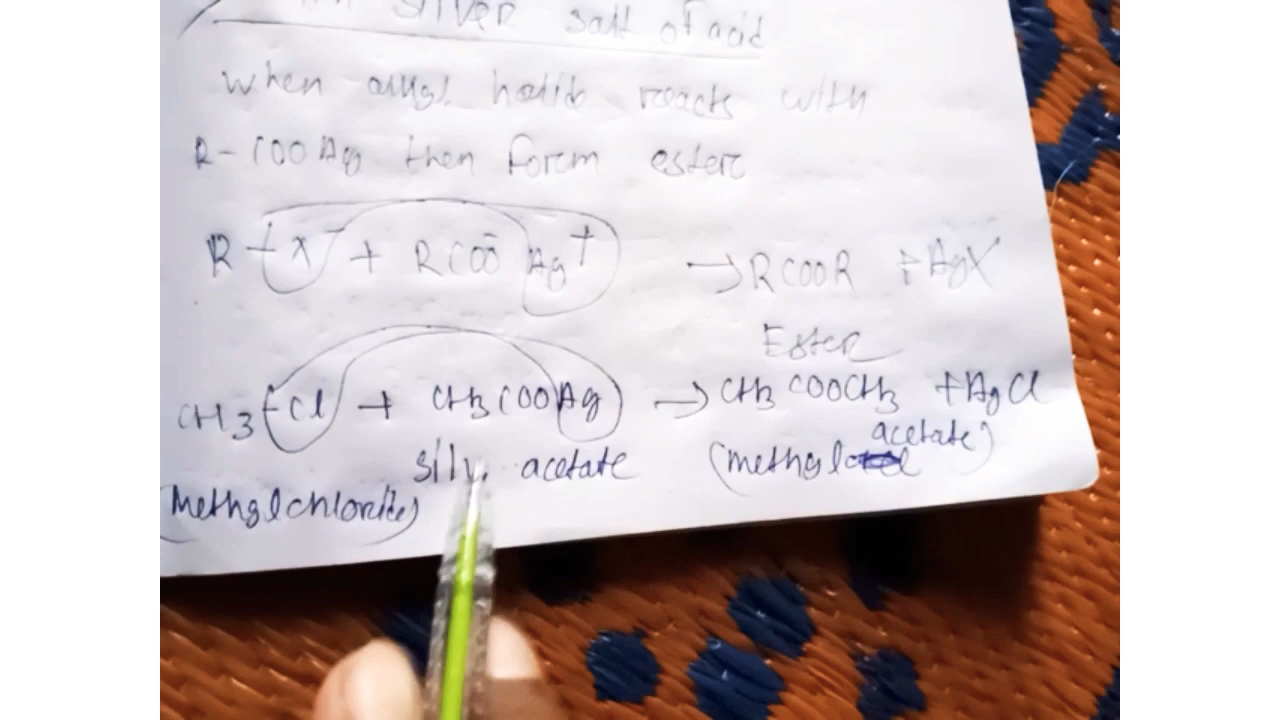 SILVER salt of acid
When alkyl halid reacts with
R-COOAg then form ester
R - X + RCOO Ag → RCOOR + AgX
Ester
CH3 - Cl + CH3COOAg → CH3COOCH3 + AgCl
silv. acetate (methyl acetate)
(Methylchloride)